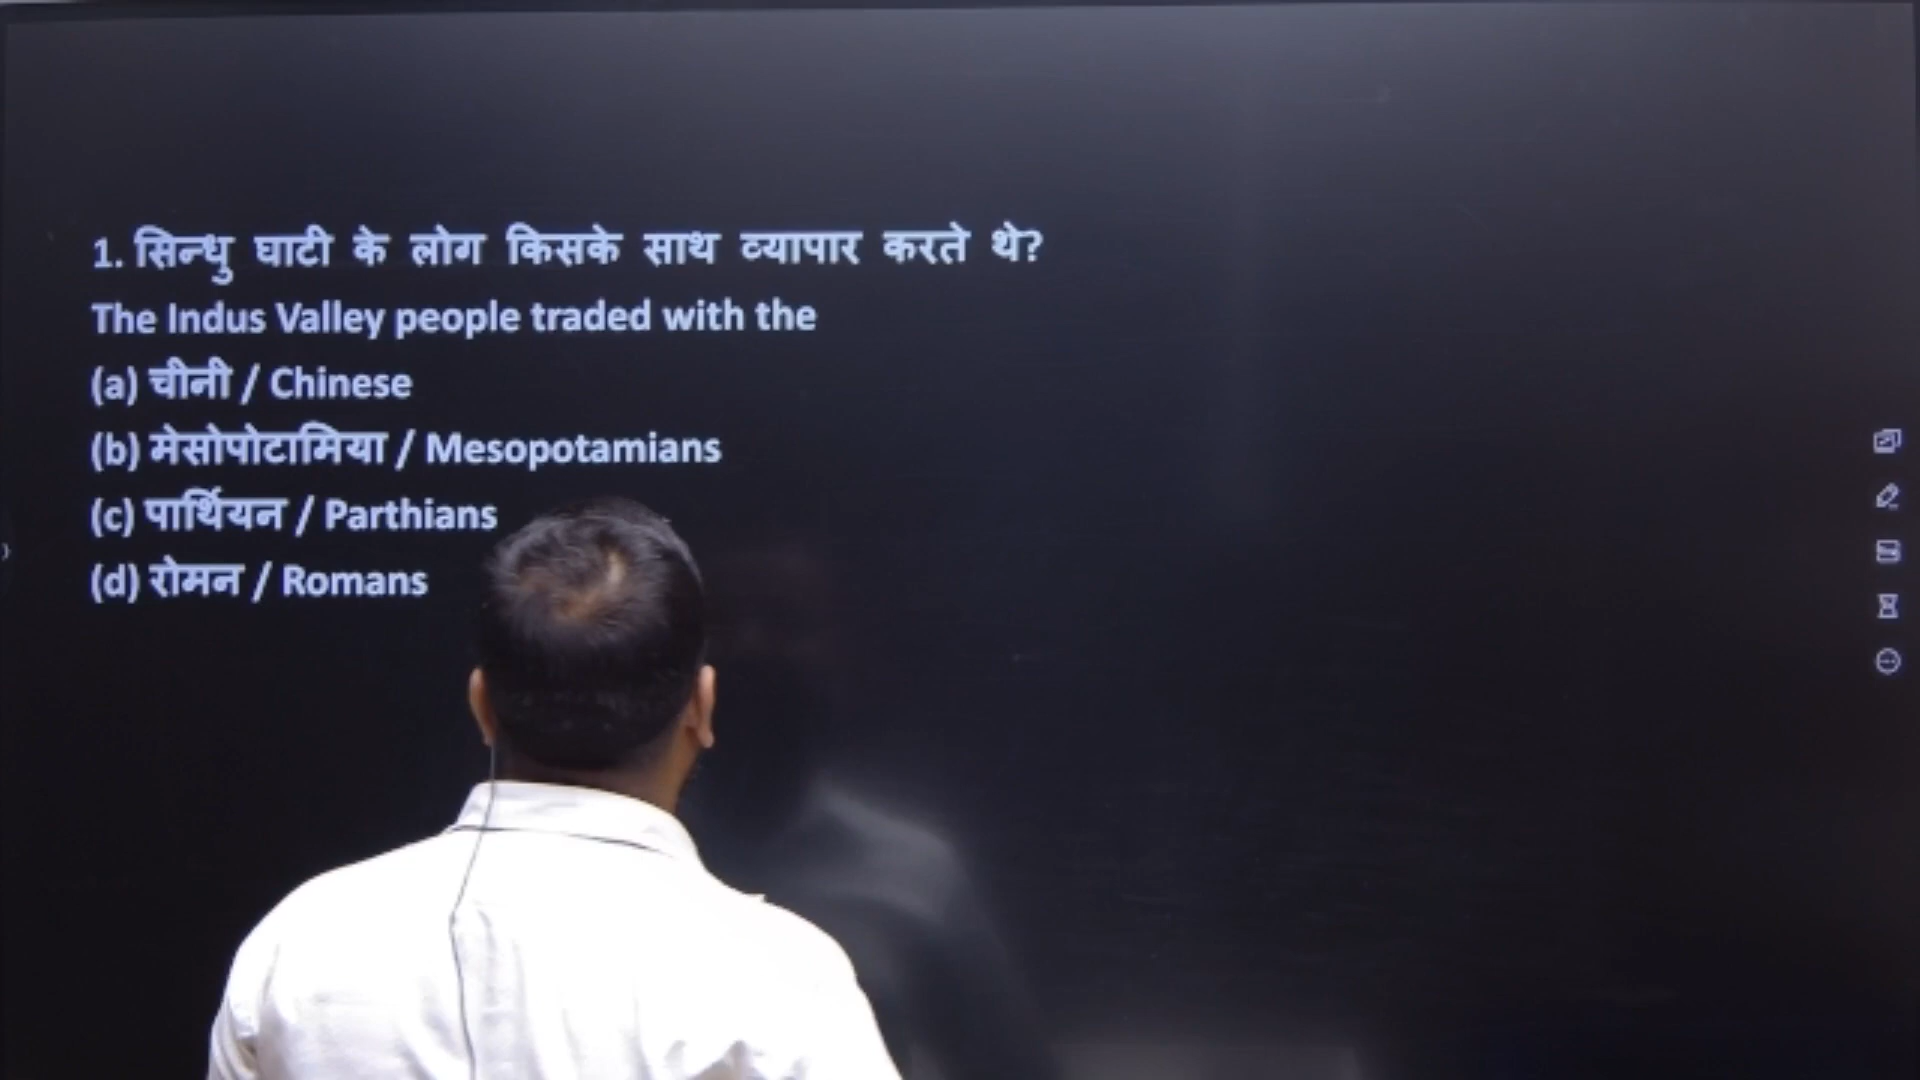 1. सिन्धु घाटी के लोग किसके साथ व्यापार करते थे?
The Indus Valley people traded with the
(a) चीनी / Chinese
(b) मेसोपोटामिया / Mesopotamians
(c) पार्थियन / Parthians
(d) रोमन / Romans